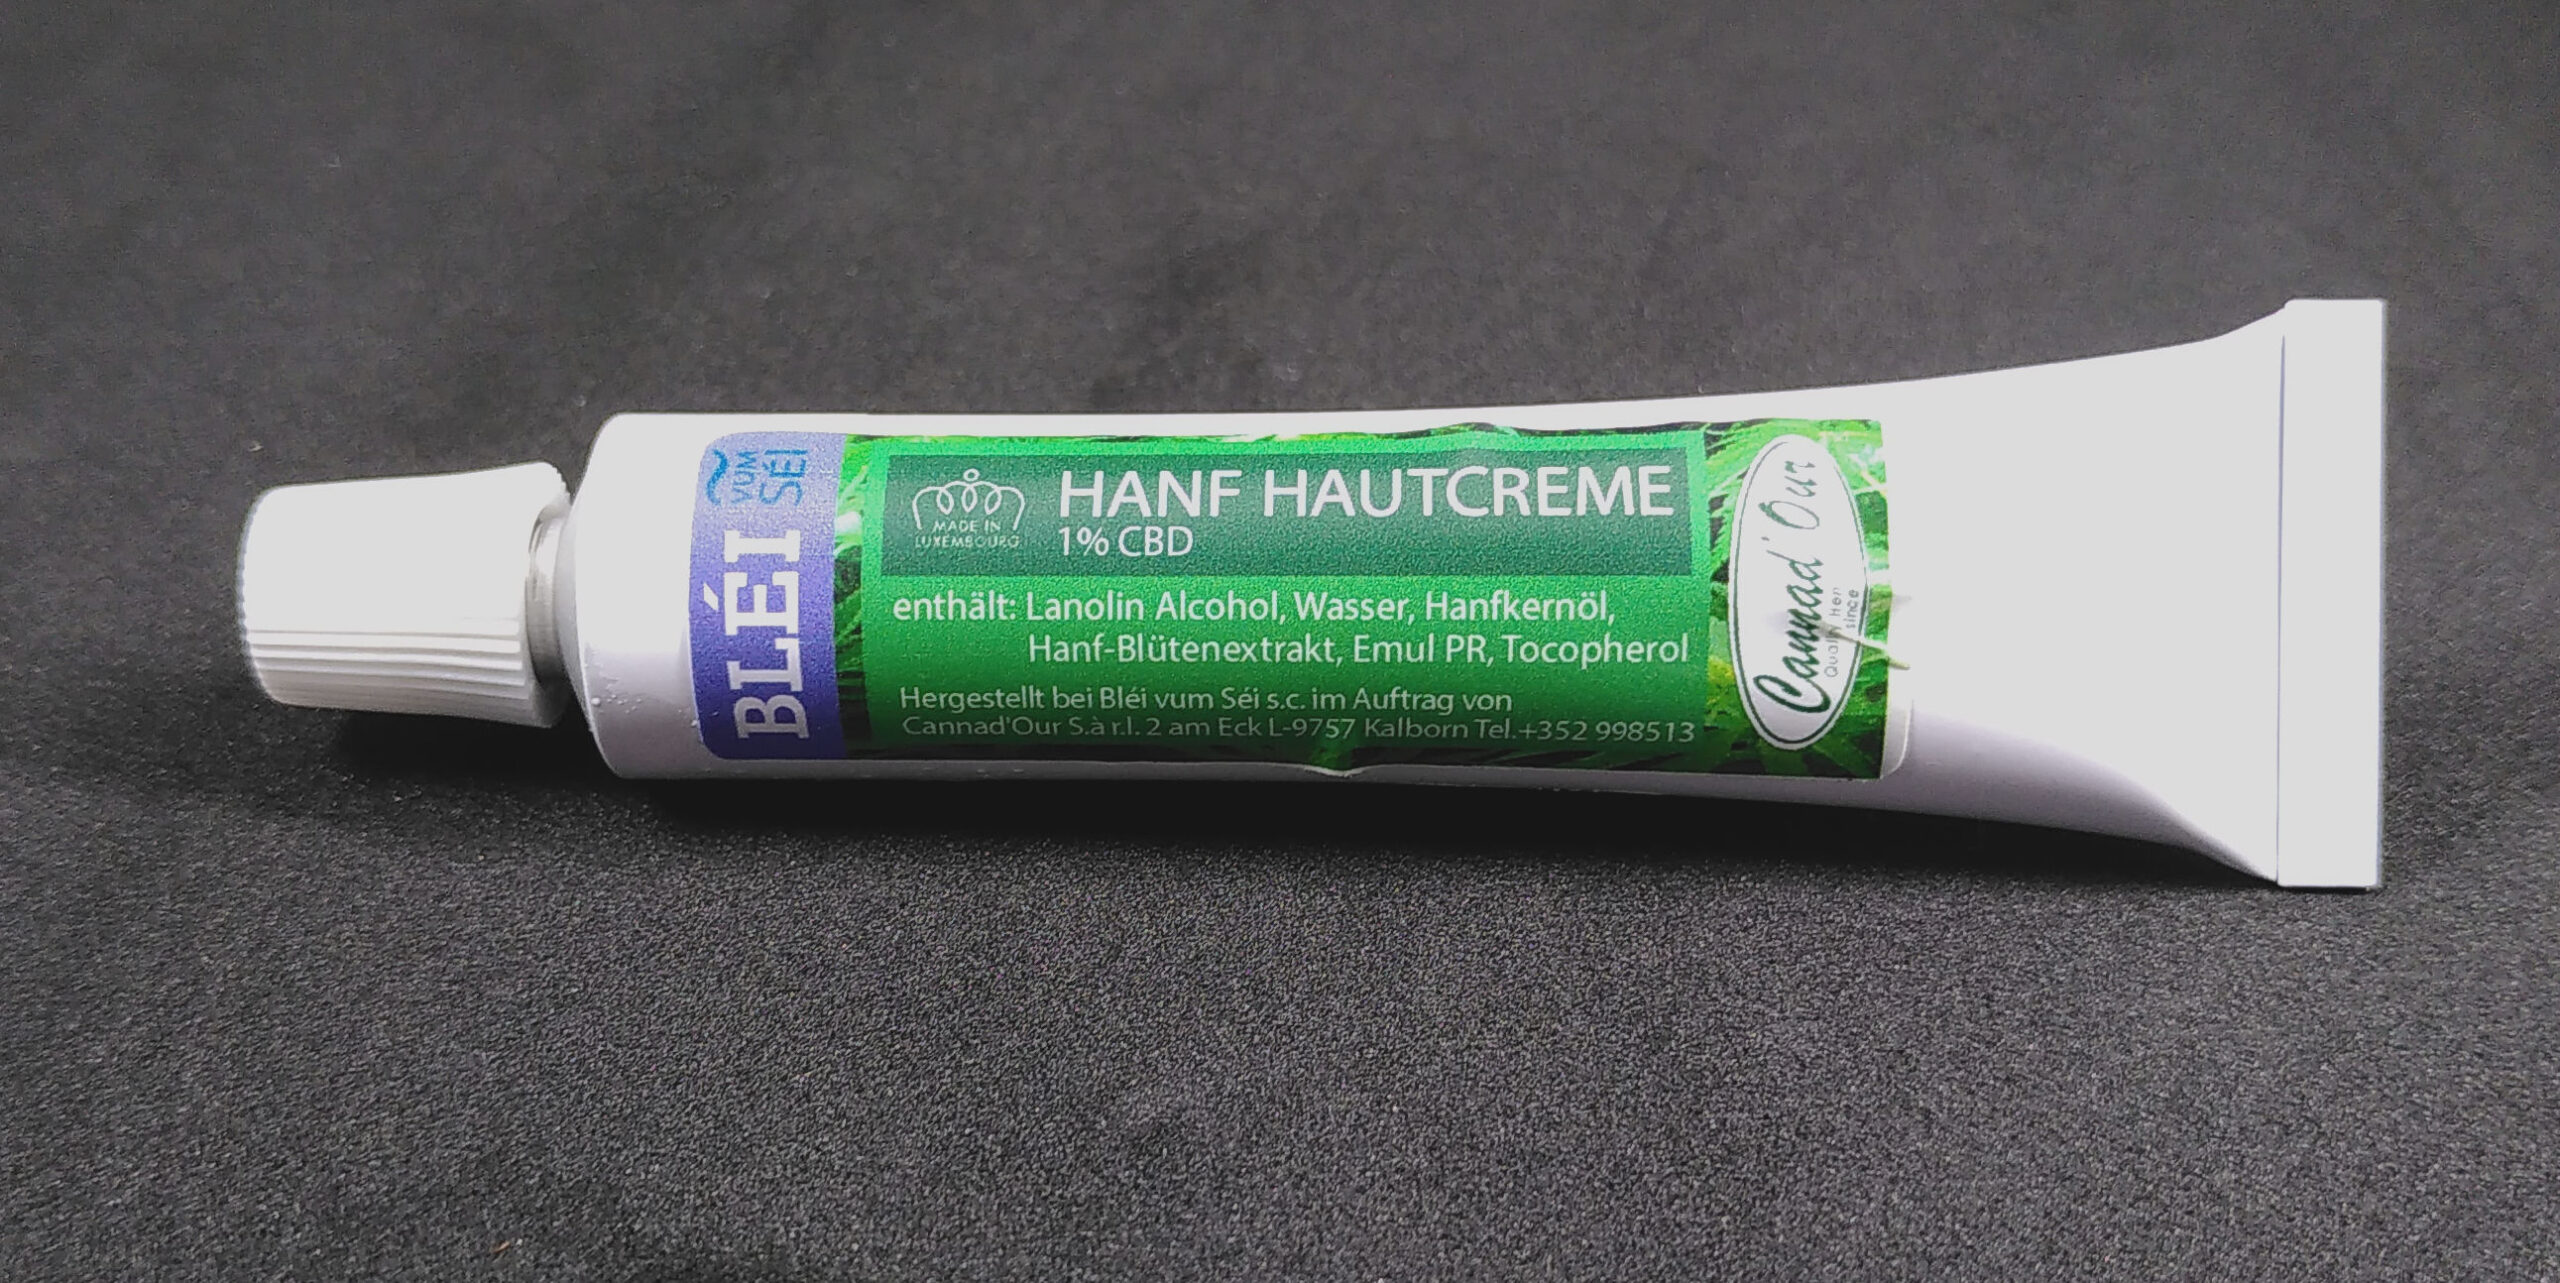 BLÉI
VUM
SÉI
MADE IN
LUXEMBOURG
HANF HAUTCREME
1% CBD
enthält: Lanolin Alcohol, Wasser, Hanfkernöl,
Hanf-Blütenextrakt, Emul PR, Tocopherol
Hergestellt bei Bléi vum Séi s.c. im Auftrag von
Cannad'Our S.à r.l. 2 am Eck L-9757 Kalborn Tel.+352 998513
Cannad'Our
since